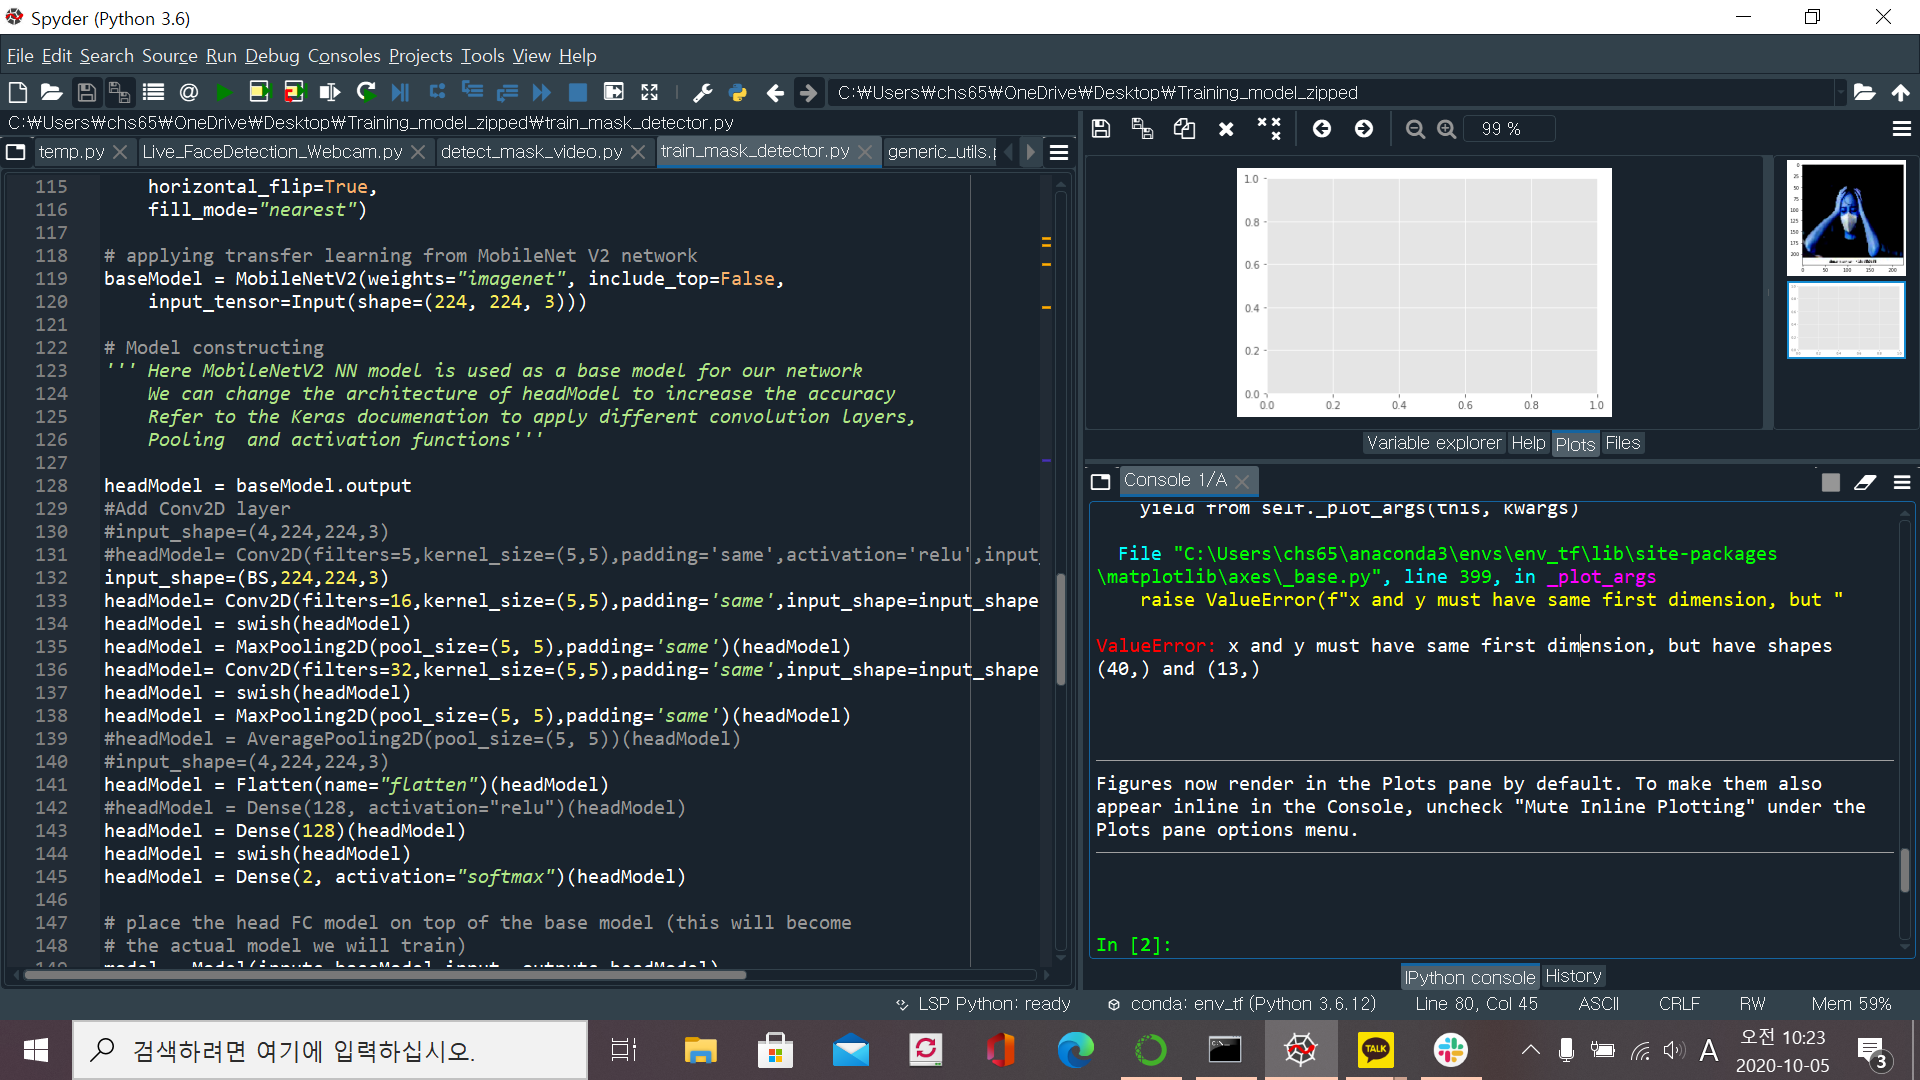 Spyder (Python 3.6)
File Edit Search Source Run Debug Consoles Projects Tools View Help
C:₩Users₩chs65₩OneDrive₩Desktop₩Training_model_zipped
C:₩Users₩chs65₩OneDrive₩Desktop₩Training_model_zipped₩train_mask_detector.py
temp.py Live_FaceDetection_Webcam.py detect_mask_video.py train_mask_detector.py generic_utils.p
115 horizontal_flip=True,
116 fill_mode="nearest")
117
118 # applying transfer learning from MobileNet V2 network
119 baseModel = MobileNetV2(weights="imagenet", include_top=False,
120 input_tensor=Input(shape=(224, 224, 3)))
121
122 # Model constructing
123 ''' Here MobileNetV2 NN model is used as a base model for our network
124 We can change the architecture of headModel to increase the accuracy
125 Refer to the Keras documenation to apply different convolution layers,
126 Pooling  and activation functions'''
127
128 headModel = baseModel.output
129 #Add Conv2D layer
130 #input_shape=(4,224,224,3)
131 #headModel= Conv2D(filters=5,kernel_size=(5,5),padding='same',activation='relu',input_
132 input_shape=(BS,224,224,3)
133 headModel= Conv2D(filters=16,kernel_size=(5,5),padding='same',input_shape=input_shape
134 headModel = swish(headModel)
135 headModel = MaxPooling2D(pool_size=(5, 5),padding='same')(headModel)
136 headModel= Conv2D(filters=32,kernel_size=(5,5),padding='same',input_shape=input_shape
137 headModel = swish(headModel)
138 headModel = MaxPooling2D(pool_size=(5, 5),padding='same')(headModel)
139 #headModel = AveragePooling2D(pool_size=(5, 5))(headModel)
140 #input_shape=(4,224,224,3)
141 headModel = Flatten(name="flatten")(headModel)
142 #headModel = Dense(128, activation="relu")(headModel)
143 headModel = Dense(128)(headModel)
144 headModel = swish(headModel)
145 headModel = Dense(2, activation="softmax")(headModel)
146
147 # place the head FC model on top of the base model (this will become
148 # the actual model we will train)
149 model = Model(inputs=baseModel.input, outputs=headModel)
99 %
1.0
0.8
0.6
0.4
0.2
0.0
0.0 0.2 0.4 0.6 0.8 1.0
Variable explorer Help Plots Files
Console 1/A
yield from self._plot_args(this, kwargs)
File "C:\Users\chs65\anaconda3\envs\env_tf\lib\site-packages
\matplotlib\axes\_base.py", line 399, in _plot_args
raise ValueError(f"x and y must have same first dimension, but "
ValueError: x and y must have same first dimension, but have shapes
(40,) and (13,)
Figures now render in the Plots pane by default. To make them also
appear inline in the Console, uncheck "Mute Inline Plotting" under the
Plots pane options menu.
In [2]:
IPython console History
LSP Python: ready conda: env_tf (Python 3.6.12) Line 80, Col 45 ASCII CRLF RW Mem 59%
검색하려면 여기에 입력하십시오.
TALK
A
오전 10:23
2020-10-05
3